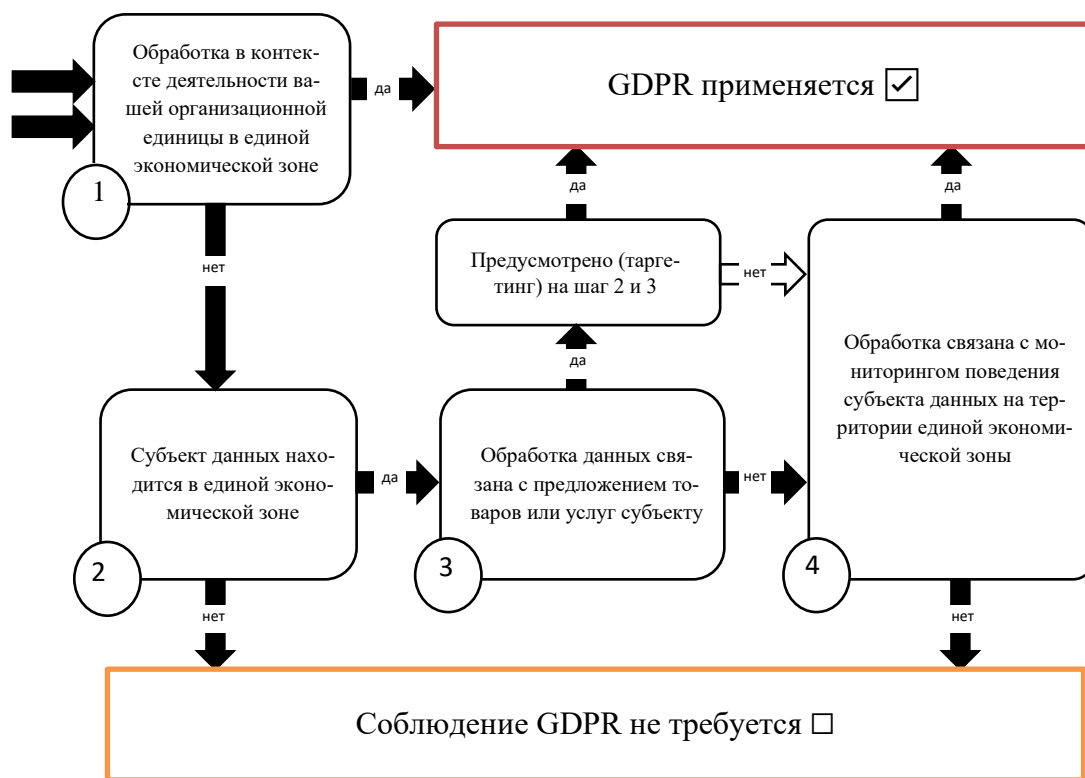 Обработка в контек-
сте деятельности ва-
шей организационной
единицы в единой
экономической зоне
1
да
GDPR применяется ☑
да
да
нет
Предусмотрено (тарге-
тинг) на шаг 2 и 3
нет
Обработка связана с мо-
ниторингом поведения
субъекта данных на тер-
ритории единой экономи-
ческой зоны
4
да
Субъект данных нахо-
дится в единой эконо-
мической зоне
2
да
Обработка данных свя-
зана с предложением то-
варов или услуг субъекту
3
нет
нет
нет
Соблюдение GDPR не требуется ☐